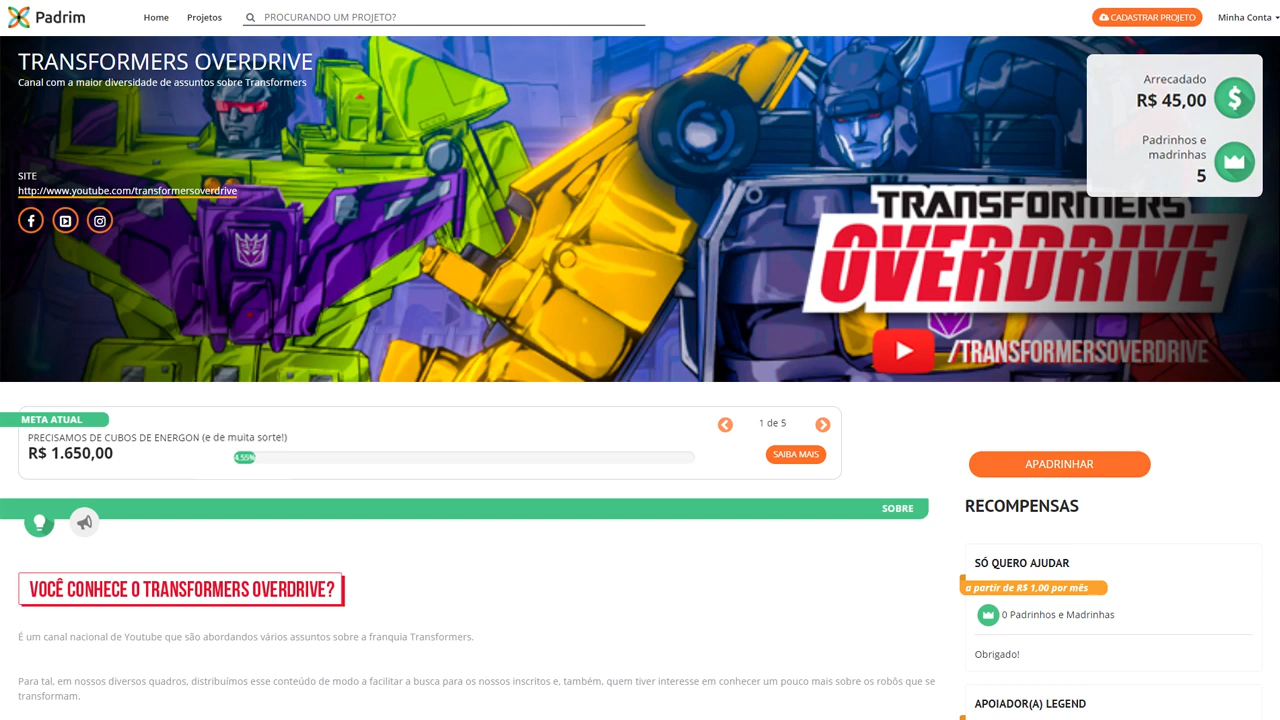 Padrim
Home
Projetos
PROCURANDO UM PROJETO?
CADASTRAR PROJETO
Minha Conta
TRANSFORMERS OVERDRIVE
Canal com a maior diversidade de assuntos sobre Transformers
Arrecadado
R$ 45,00
Padrinhos e
madrinhas
5
SITE
http://www.youtube.com/transformersoverdrive
TRANSFORMERS
OVERDRIVE
/TRANSFORMERSOVERDRIVE
META ATUAL
1 de 5
PRECISAMOS DE CUBOS DE ENERGON (e de muita sorte!)
R$ 1.650,00
4.55%
SAIBA MAIS
APADRINHAR
SOBRE
RECOMPENSAS
VOCÊ CONHECE O TRANSFORMERS OVERDRIVE?
É um canal nacional de Youtube que são abordandos vários assuntos sobre a franquia Transformers.
Para tal, em nossos diversos quadros, distribuímos esse conteúdo de modo a facilitar a busca para os nossos inscritos e, também, quem tiver interesse em conhecer um pouco mais sobre os robôs que se
transformam.
SÓ QUERO AJUDAR
a partir de R$ 1,00 por mês
0 Padrinhos e Madrinhas
Obrigado!
APOIADOR(A) LEGEND